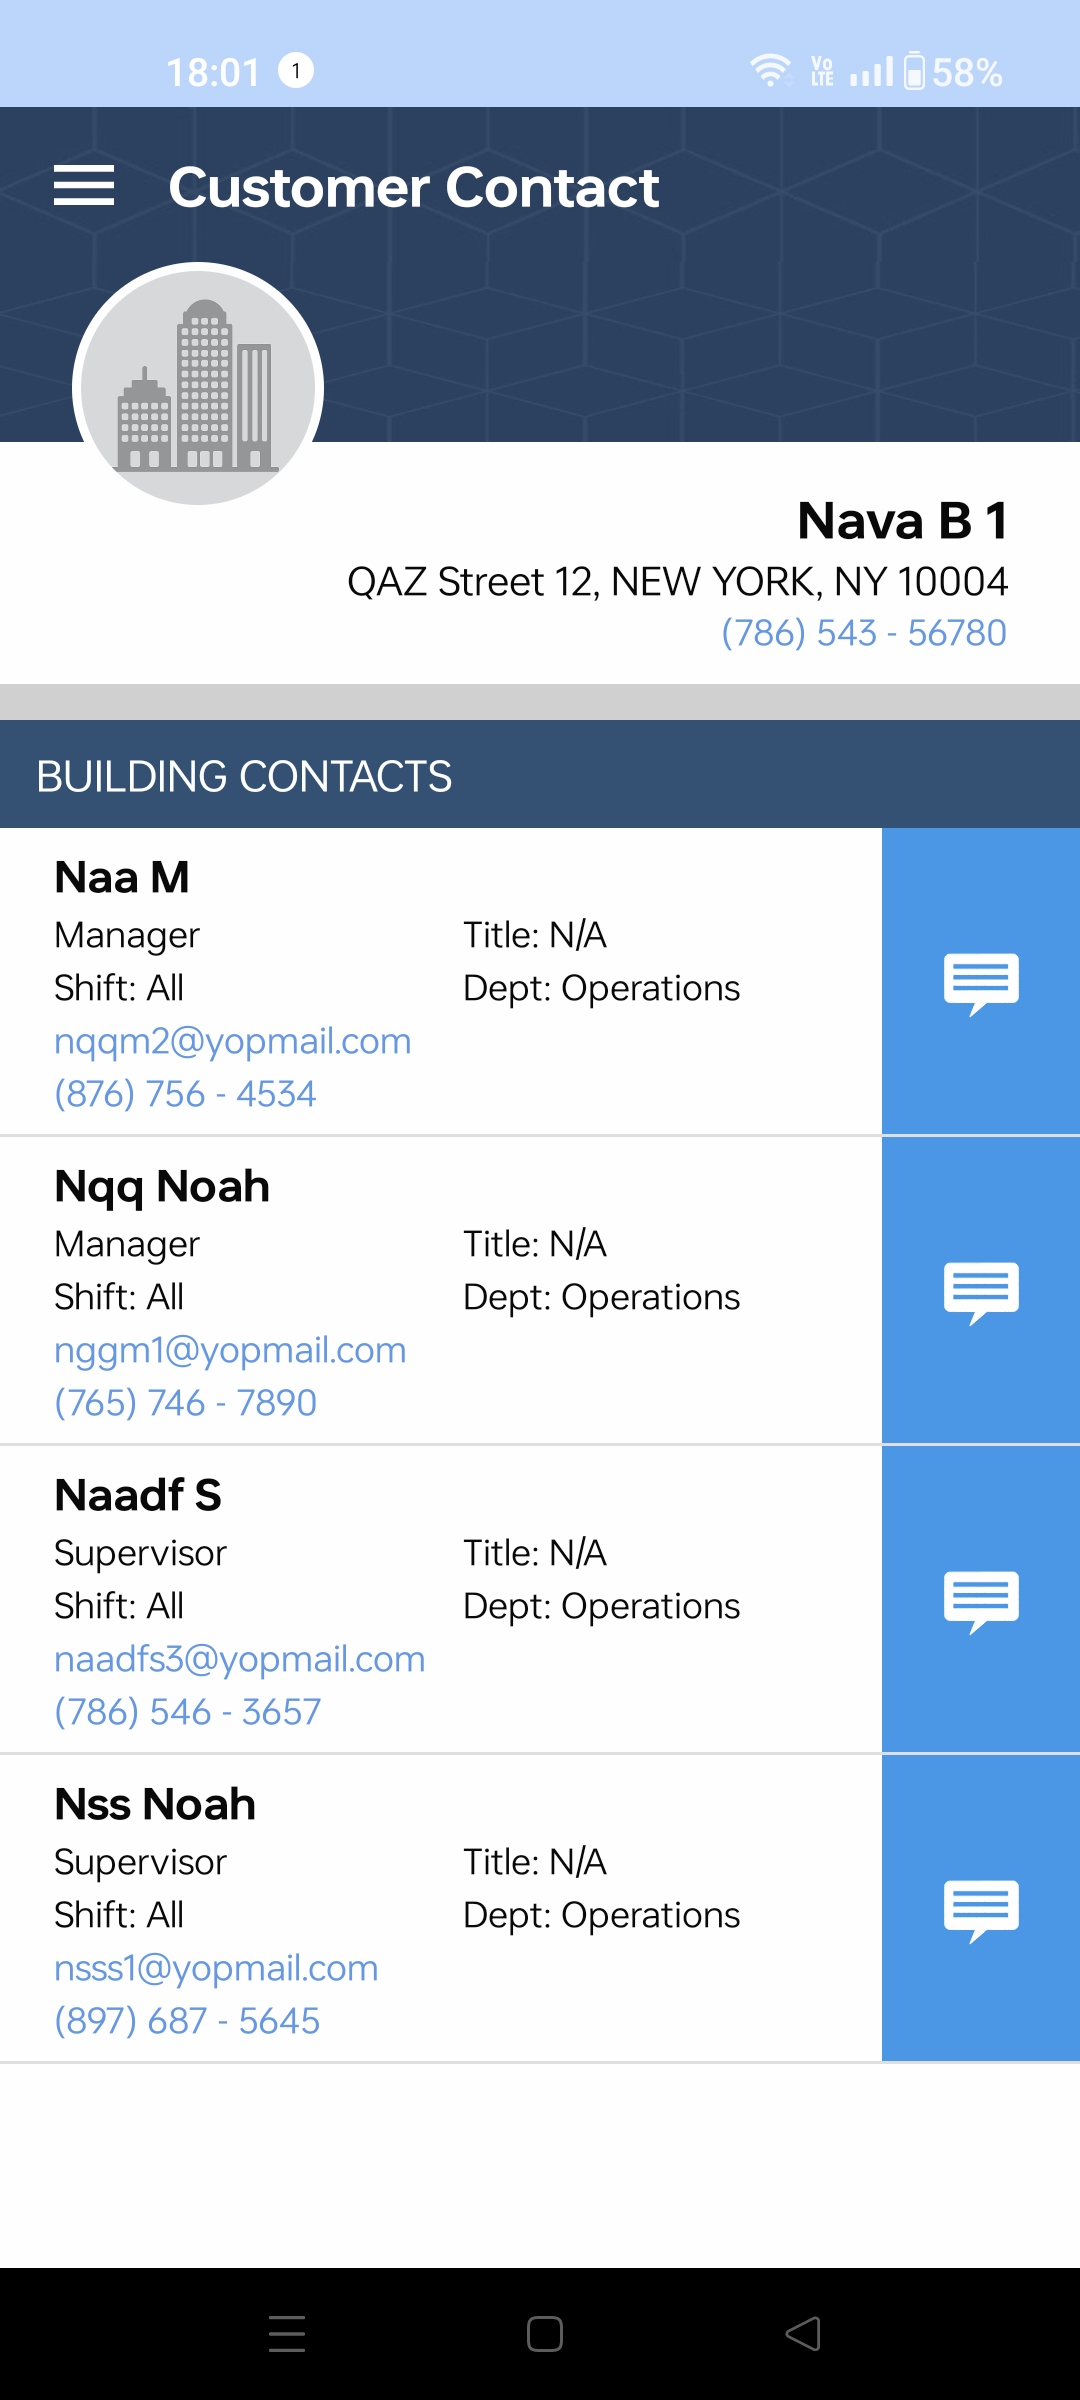 18:01 1 Vo LTE 58%
Customer Contact
Nava B 1
QAZ Street 12, NEW YORK, NY 10004
(786) 543 - 56780
BUILDING CONTACTS
Naa M
Manager Title: N/A
Shift: All Dept: Operations
nqqm2@yopmail.com
(876) 756 - 4534
Nqq Noah
Manager Title: N/A
Shift: All Dept: Operations
nggm1@yopmail.com
(765) 746 - 7890
Naadf S
Supervisor Title: N/A
Shift: All Dept: Operations
naadfs3@yopmail.com
(786) 546 - 3657
Nss Noah
Supervisor Title: N/A
Shift: All Dept: Operations
nsss1@yopmail.com
(897) 687 - 5645